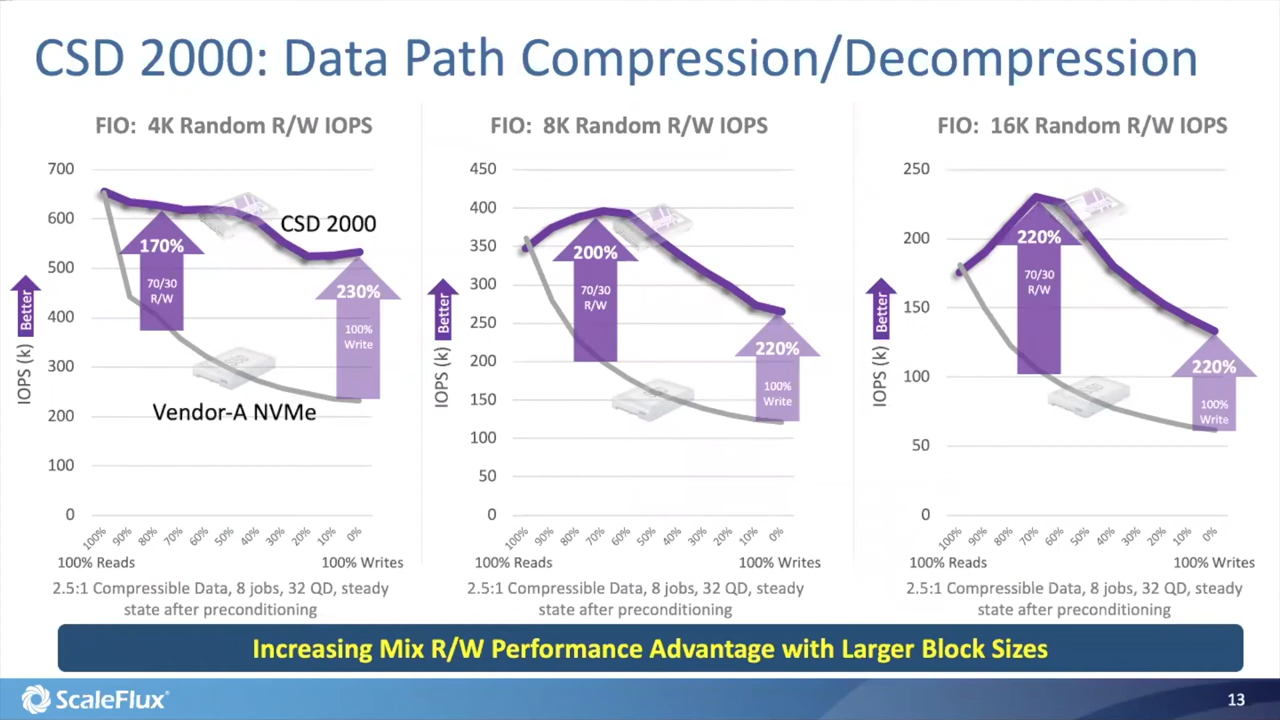 CSD 2000: Data Path Compression/Decompression
FIO: 4K Random R/W IOPS
700
600
500
400
300
200
100
0
IOPS (k)
Better
CSD 2000
170%
70/30
R/W
230%
100%
Write
Vendor-A NVMe
100% 90% 80% 70% 60% 50% 40% 30% 20% 10% 0%
100% Reads
100% Writes
2.5:1 Compressible Data, 8 jobs, 32 QD, steady
state after preconditioning
FIO: 8K Random R/W IOPS
450
400
350
300
250
200
150
100
50
0
IOPS (k)
Better
200%
70/30
R/W
220%
100%
Write
100% 90% 80% 70% 60% 50% 40% 30% 20% 10% 0%
100% Reads
100% Writes
2.5:1 Compressible Data, 8 jobs, 32 QD, steady
state after preconditioning
FIO: 16K Random R/W IOPS
250
200
150
100
50
0
IOPS (k)
Better
220%
70/30
R/W
220%
100%
Write
100% 90% 80% 70% 60% 50% 40% 30% 20% 10% 0%
100% Reads
100% Writes
2.5:1 Compressible Data, 8 jobs, 32 QD, steady
state after preconditioning
Increasing Mix R/W Performance Advantage with Larger Block Sizes
ScaleFlux
13